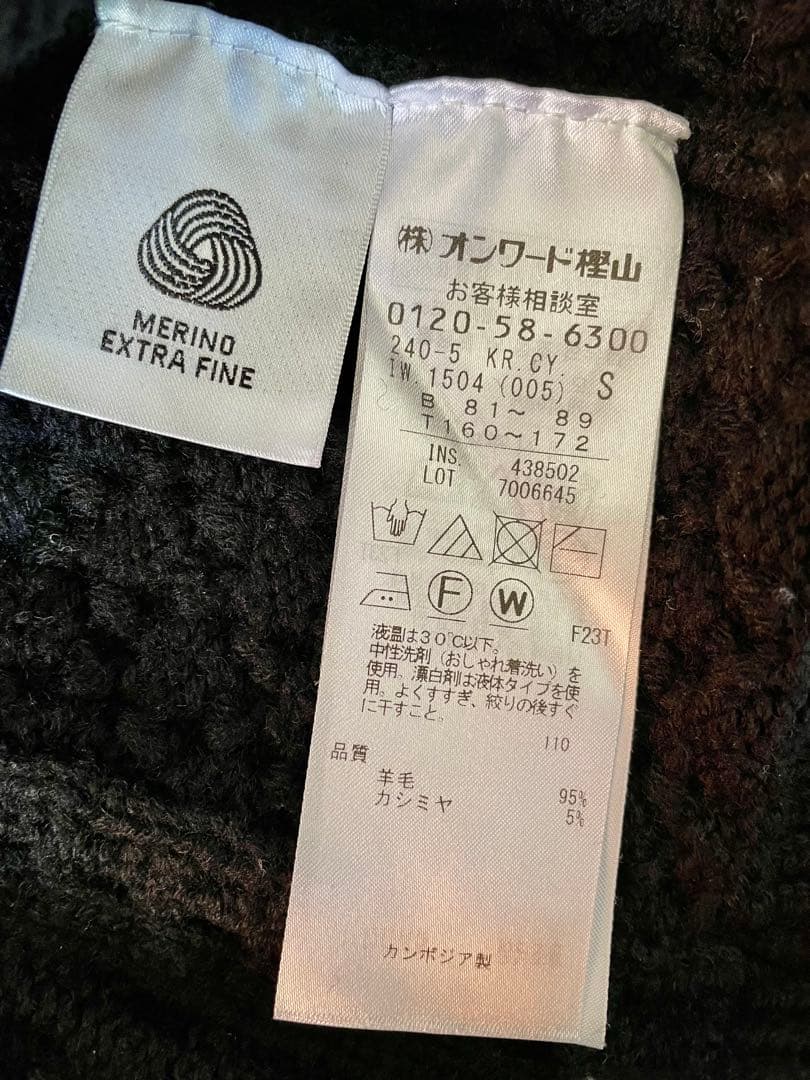 MERINO
EXTRA FINE
(株)オンワード樫山
お客様相談室
0120-58-6300
240-5 KR.CY.
IW.1504 (005) S
B 81~ 89
T160~172
INS. 438502
LOT 7006645
F
W
F23T
液温は30℃以下。
中性洗剤(おしゃれ着洗い)を
使用。漂白剤は液体タイプを使
用。よくすすぎ、絞りの後すぐ
に干すこと。
110
品質
羊毛 95%
カシミヤ 5%
カンボジア製